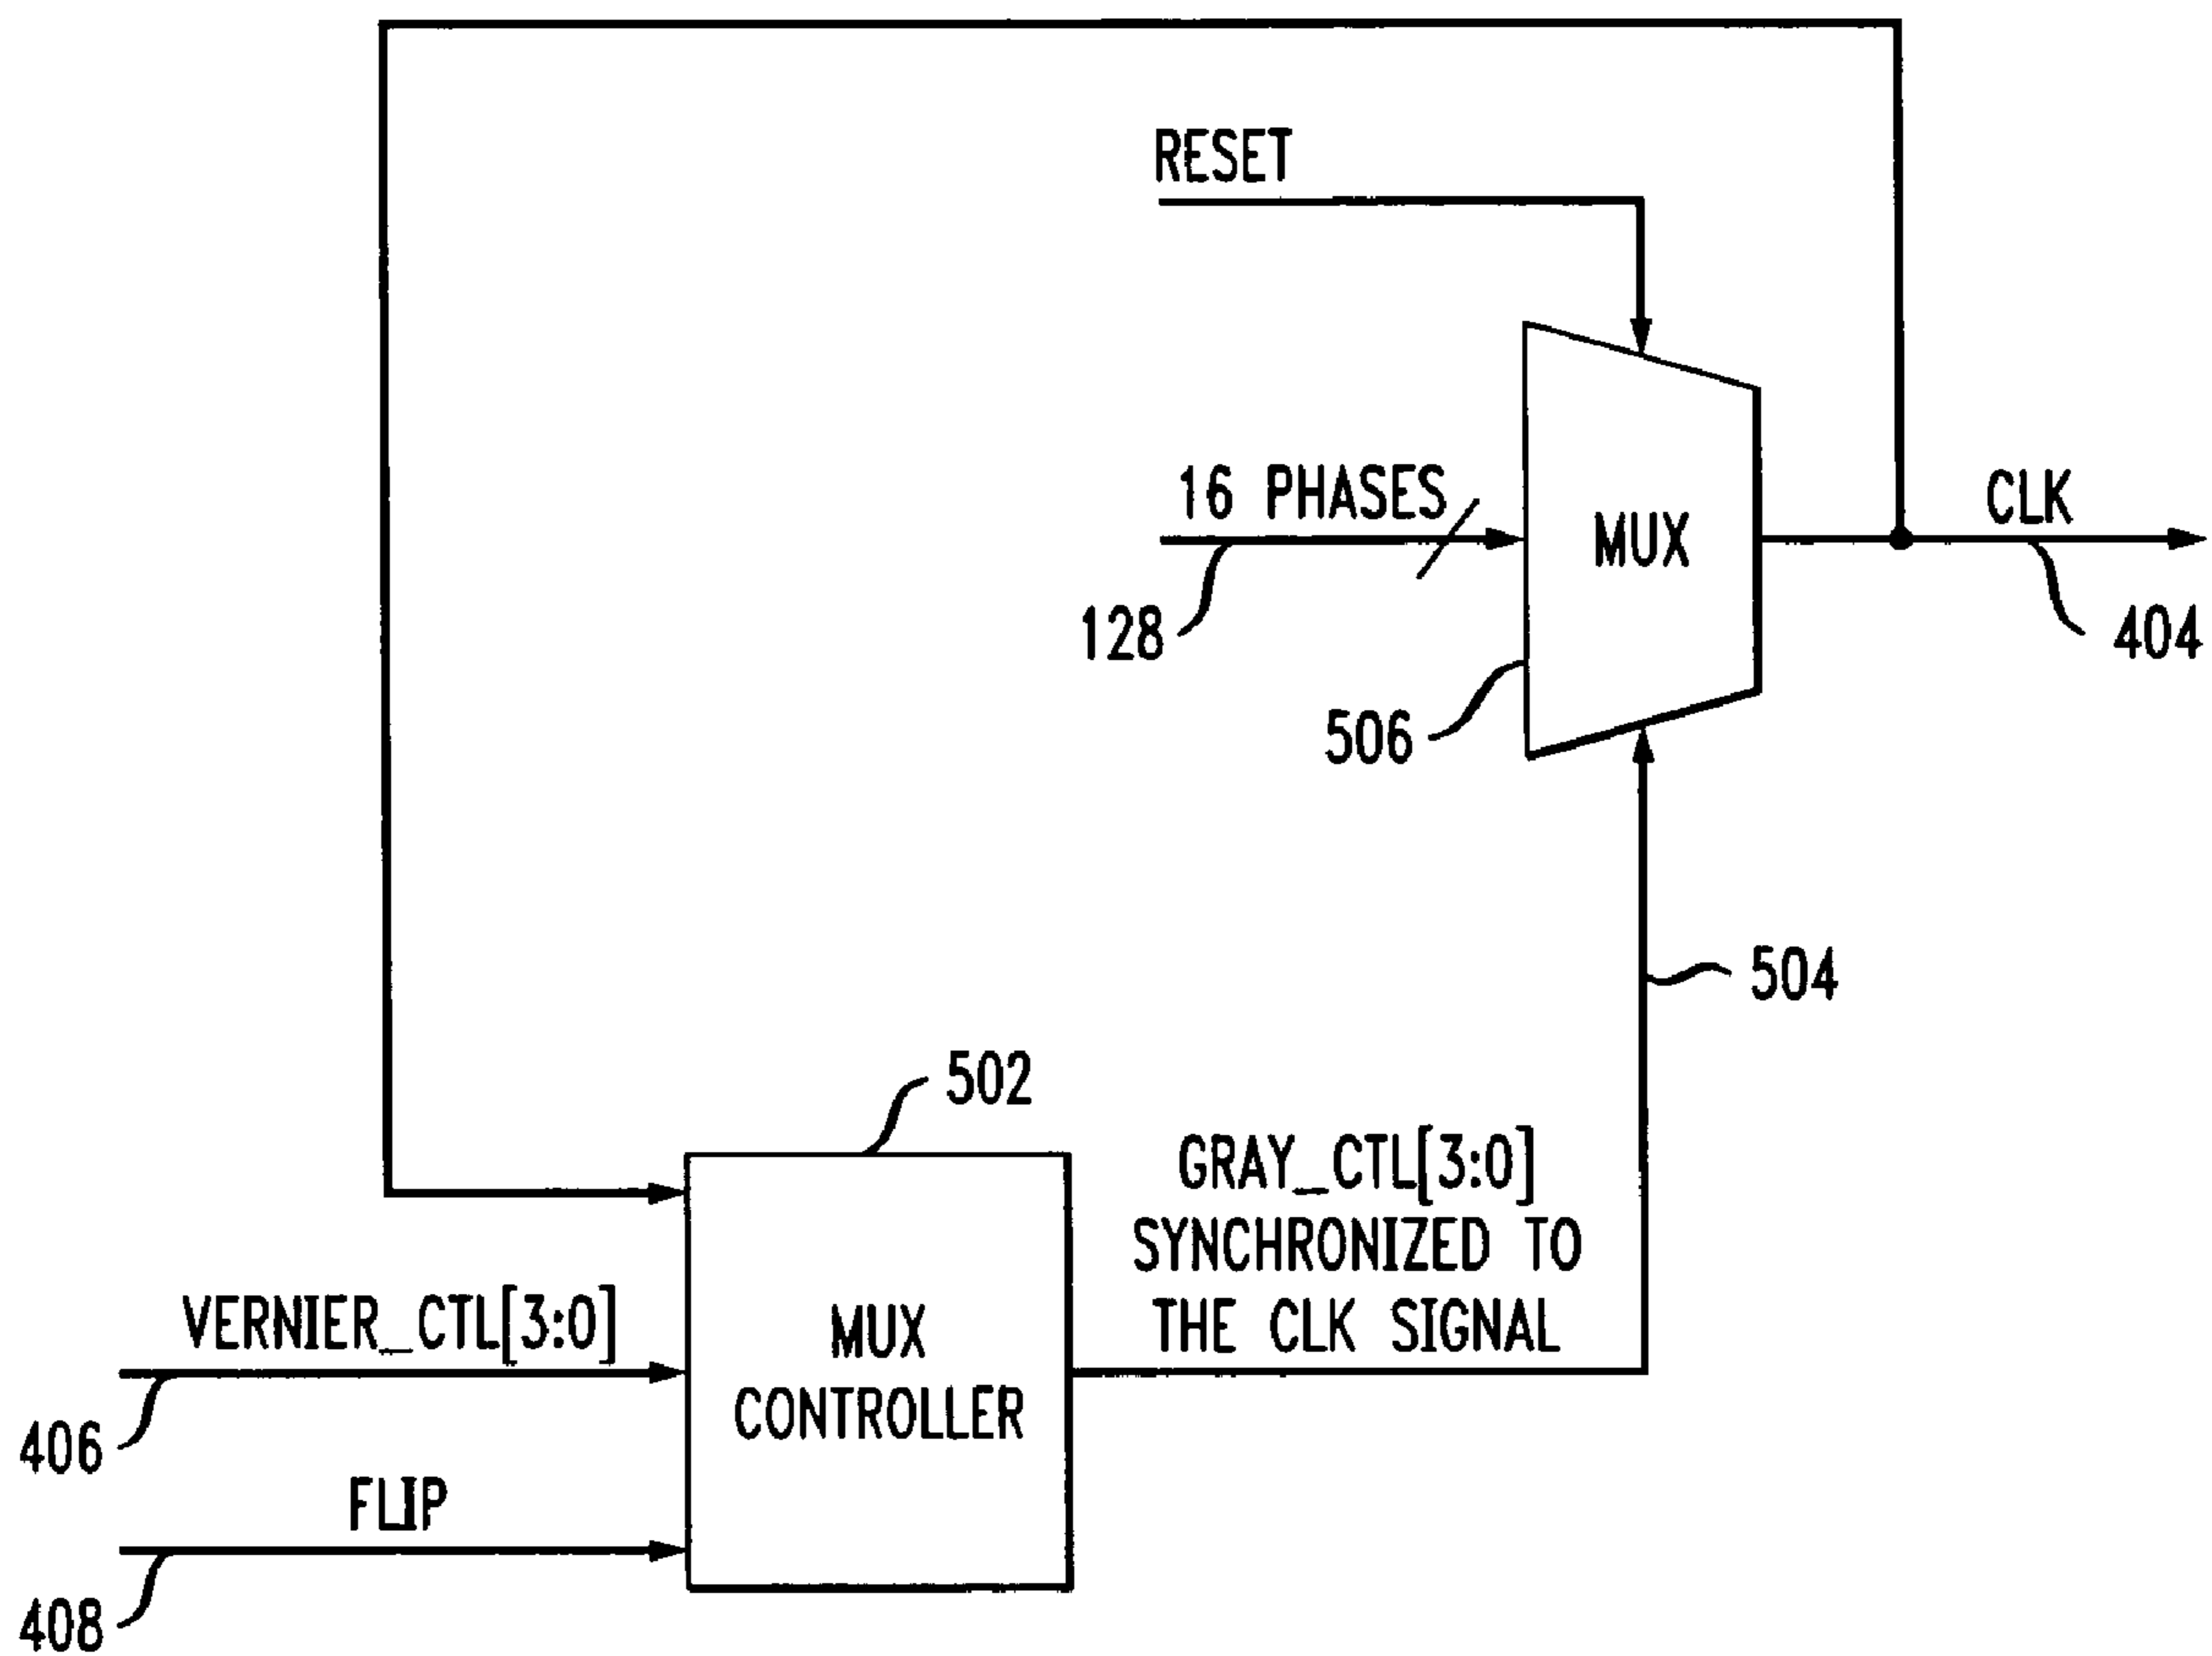 RESET
16 PHASES
CLK
MUX
128
404
506
504
502
GRAY_CTL[3:0]
SYNCHRONIZED TO
THE CLK SIGNAL
VERNIER_CTL[3:0]
MUX
CONTROLLER
406
FLIP
408